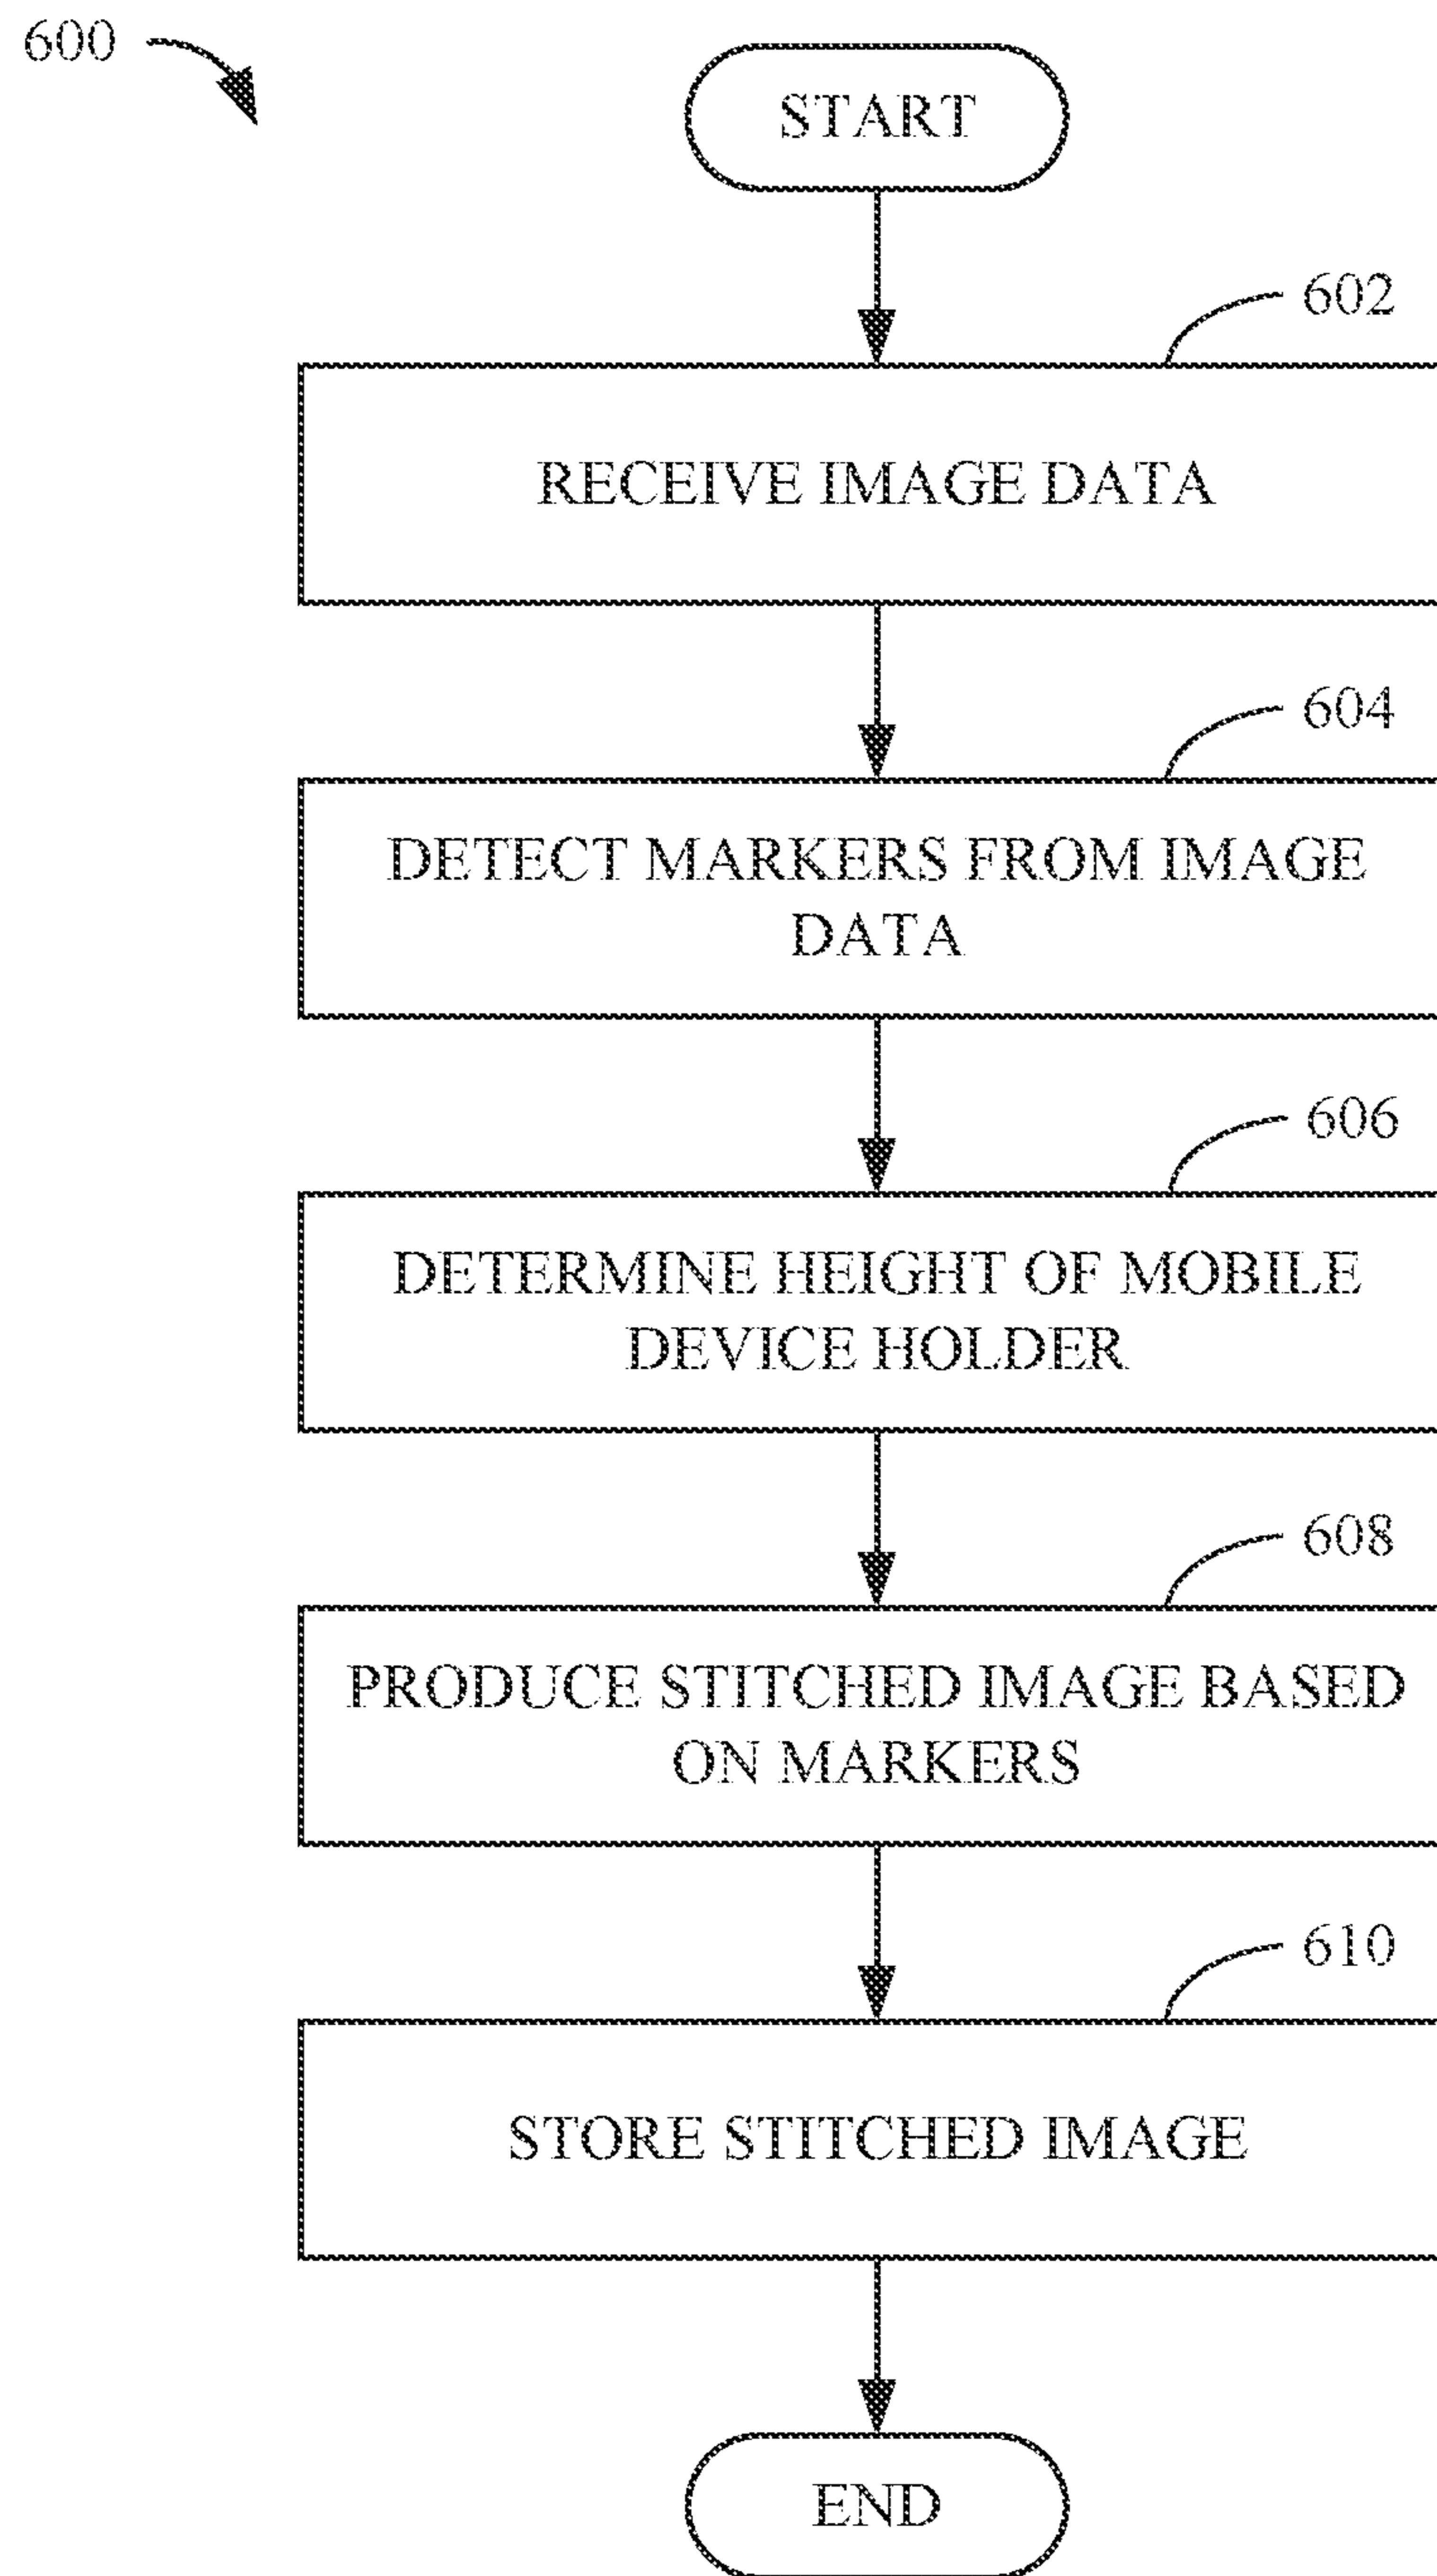 600
START
602
RECEIVE IMAGE DATA
604
DETECT MARKERS FROM IMAGE
DATA
606
DETERMINE HEIGHT OF MOBILE
DEVICE HOLDER
608
PRODUCE STITCHED IMAGE BASED
ON MARKERS
610
STORE STITCHED IMAGE
END